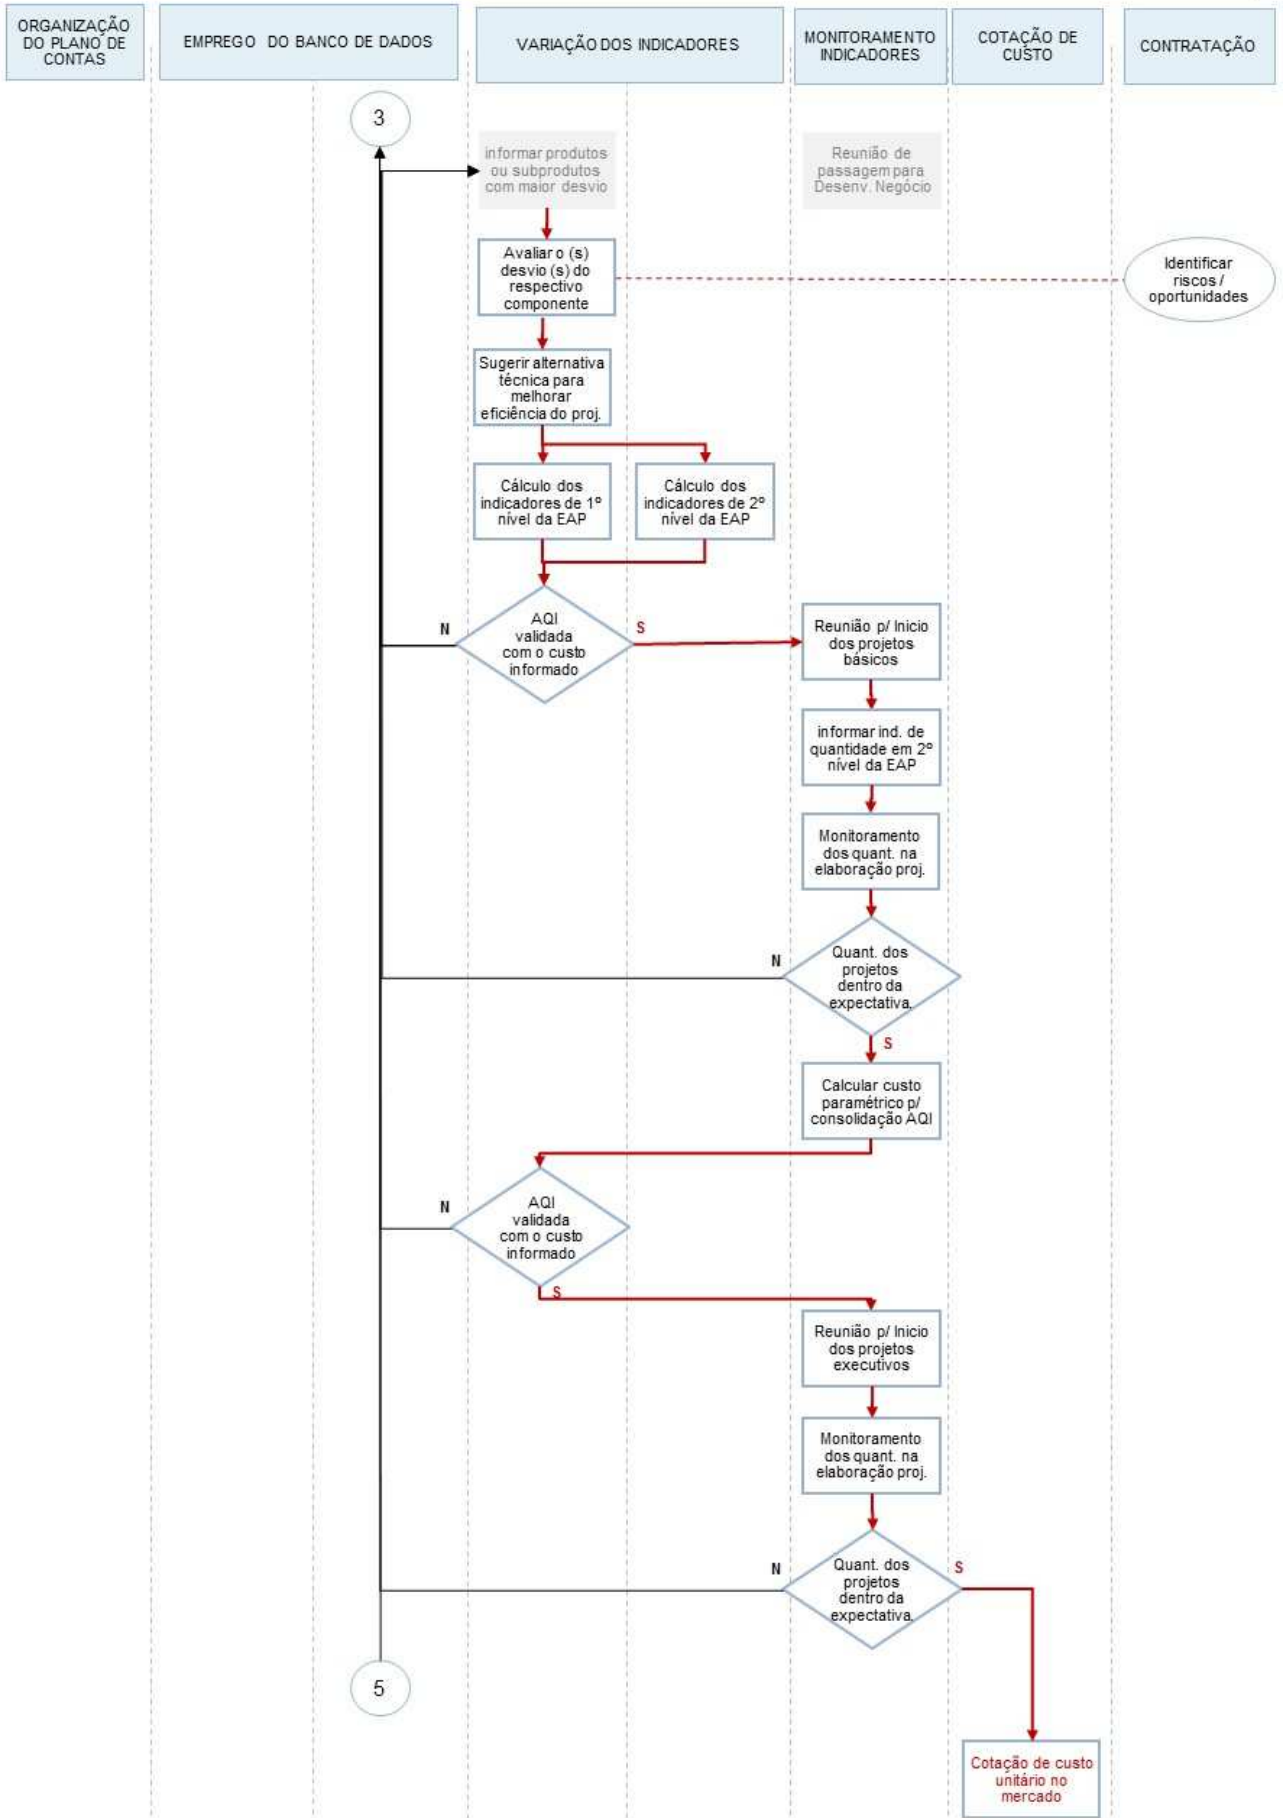 ORGANIZAÇÃO
DO PLANO DE
CONTAS
EMPREGO DO BANCO DE DADOS
VARIAÇÃO DOS INDICADORES
MONITORAMENTO
INDICADORES
COTAÇÃO DE
CUSTO
CONTRATAÇÃO
3
informar produtos
ou subprodutos
com maior desvio
Reunião de
passagem para
Desenv. Negócio
Avaliar o (s)
desvio (s) do
respectivo
componente
Identificar
riscos /
oportunidades
Sugerir alternativa
técnica para
melhorar
eficiência do proj.
Cálculo dos
indicadores de 1º
nível da EAP
Cálculo dos
indicadores de 2º
nível da EAP
AQI
validada
com o custo
informado
N
S
Reunião p/ Inicio
dos projetos
básicos
informar ind. de
quantidade em 2º
nível da EAP
Monitoramento
dos quant. na
elaboração proj.
N
Quant. dos
projetos
dentro da
expectativa.
S
Calcular custo
paramétrico p/
consolidação AQI
N
AQI
validada
com o custo
informado
S
Reunião p/ Inicio
dos projetos
executivos
Monitoramento
dos quant. na
elaboração proj.
N
Quant. dos
projetos
dentro da
expectativa.
S
5
Cotação de custo
unitário no
mercado